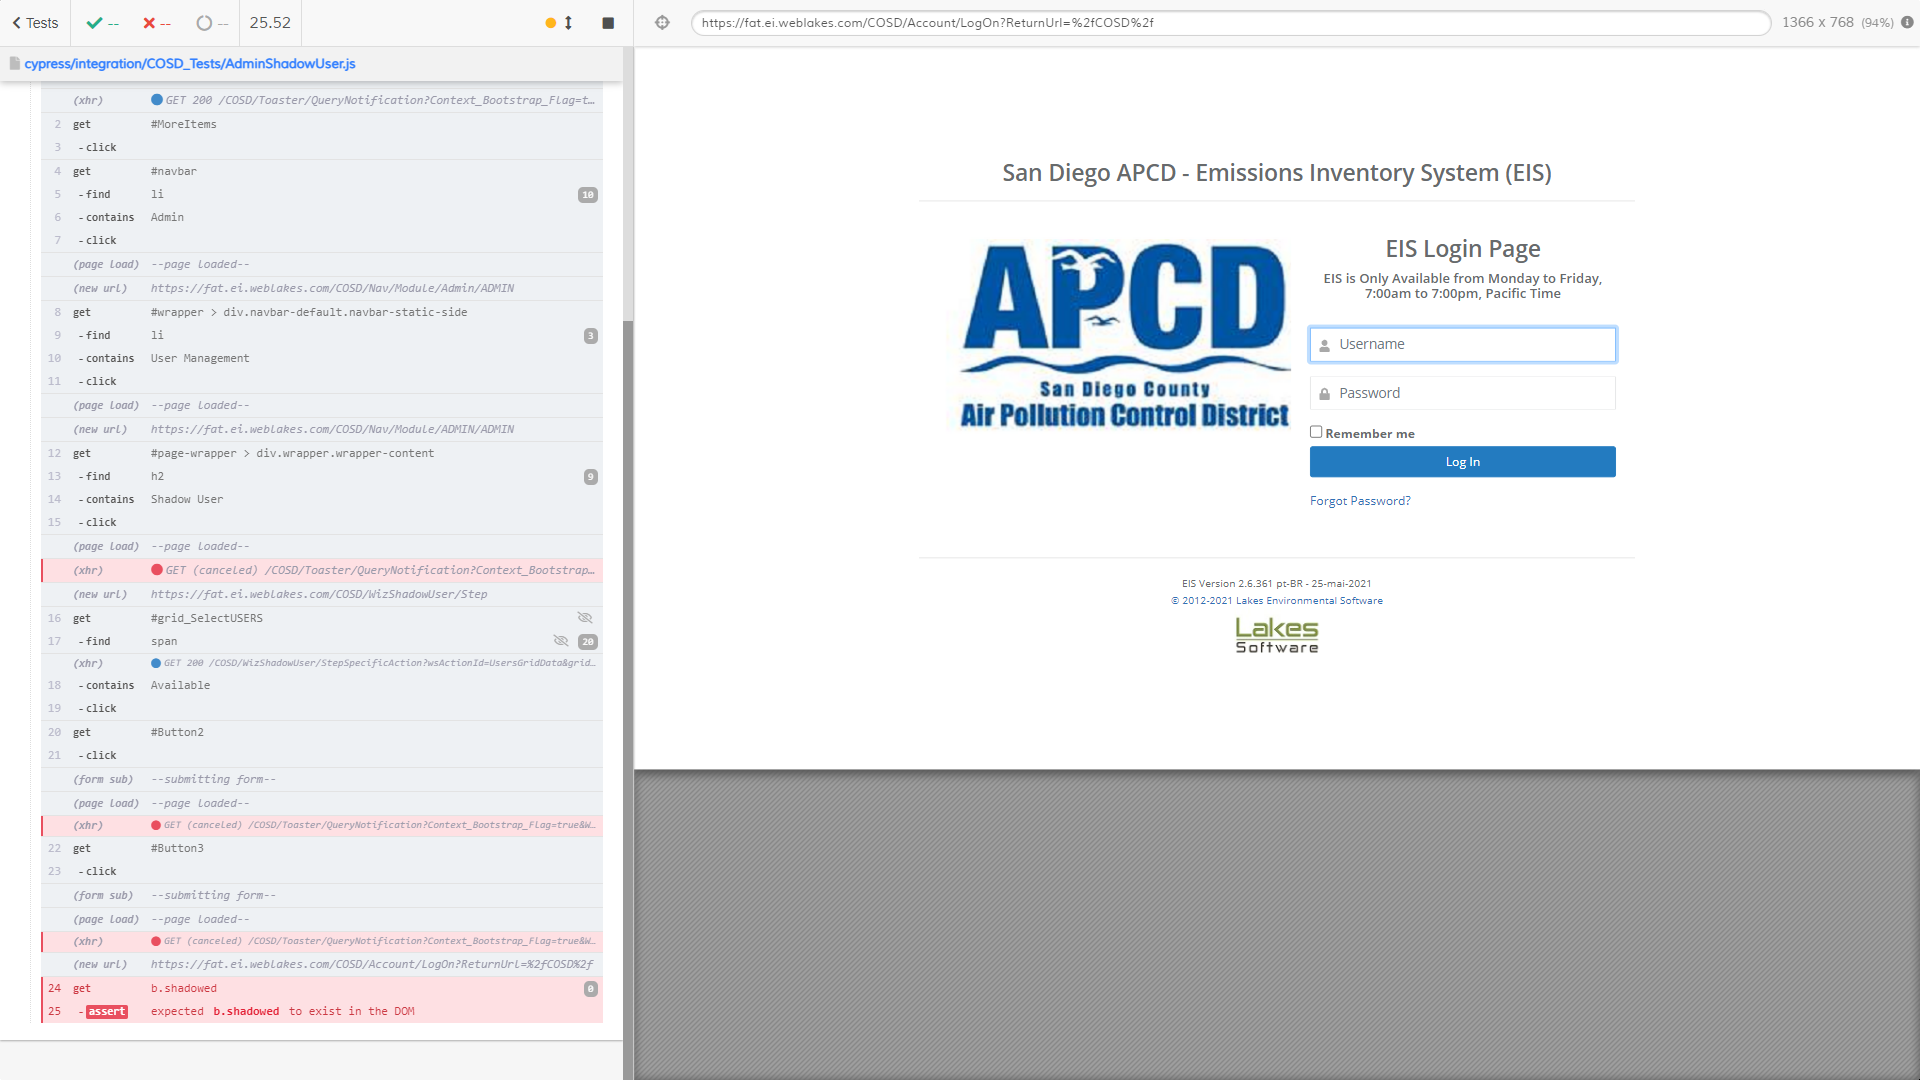 Tests
--
--
--
25.52
https://fat.ei.weblakes.com/COSD/Account/LogOn?ReturnUrl=%2fCOSD%2f
1366 x 768 (94%)
cypress/integration/COSD_Tests/AdminShadowUser.js
(xhr) GET 200 /COSD/Toaster/QueryNotification?Context_Bootstrap_Flag=t...
2 get #MoreItems
3 -click
4 get #navbar
5 -find li 10
6 -contains Admin
7 -click
(page load) --page loaded--
(new url) https://fat.ei.weblakes.com/COSD/Nav/Module/Admin/ADMIN
8 get #wrapper > div.navbar-default.navbar-static-side
9 -find li 3
10 -contains User Management
11 -click
(page load) --page loaded--
(new url) https://fat.ei.weblakes.com/COSD/Nav/Module/ADMIN/ADMIN
12 get #page-wrapper > div.wrapper.wrapper-content
13 -find h2 9
14 -contains Shadow User
15 -click
(page load) --page loaded--
(xhr) GET (canceled) /COSD/Toaster/QueryNotification?Context_Bootstrap...
(new url) https://fat.ei.weblakes.com/COSD/WizShadowUser/Step
16 get #grid_SelectUSERS
17 -find span 20
(xhr) GET 200 /COSD/WizShadowUser/StepSpecificAction?wsActionId=UsersGridData&grid...
18 -contains Available
19 -click
20 get #Button2
21 -click
(form sub) --submitting form--
(page load) --page loaded--
(xhr) GET (canceled) /COSD/Toaster/QueryNotification?Context_Bootstrap_Flag=true&W...
22 get #Button3
23 -click
(form sub) --submitting form--
(page load) --page loaded--
(xhr) GET (canceled) /COSD/Toaster/QueryNotification?Context_Bootstrap_Flag=true&W...
(new url) https://fat.ei.weblakes.com/COSD/Account/LogOn?ReturnUrl=%2fCOSD%2f
24 get b.shadowed 0
25 -assert expected b.shadowed to exist in the DOM
San Diego APCD - Emissions Inventory System (EIS)
APCD
San Diego County
Air Pollution Control District
EIS Login Page
EIS is Only Available from Monday to Friday,
7:00am to 7:00pm, Pacific Time
Username
Password
Remember me
Log In
Forgot Password?
EIS Version 2.6.361 pt-BR - 25-mai-2021
© 2012-2021 Lakes Environmental Software
Lakes
Software